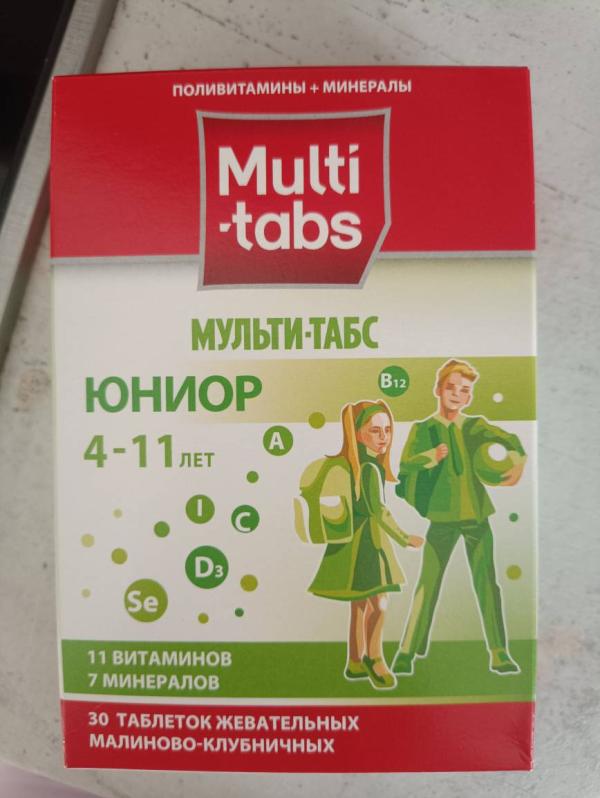 ПОЛИВИТАМИНЫ + МИНЕРАЛЫ
Multi
-tabs
МУЛЬТИ-ТАБС
ЮНИОР
4-11 ЛЕТ
B12
A
I
C
D3
Se
11 ВИТАМИНОВ
7 МИНЕРАЛОВ
30 ТАБЛЕТОК ЖЕВАТЕЛЬНЫХ
МАЛИНОВО-КЛУБНИЧНЫХ